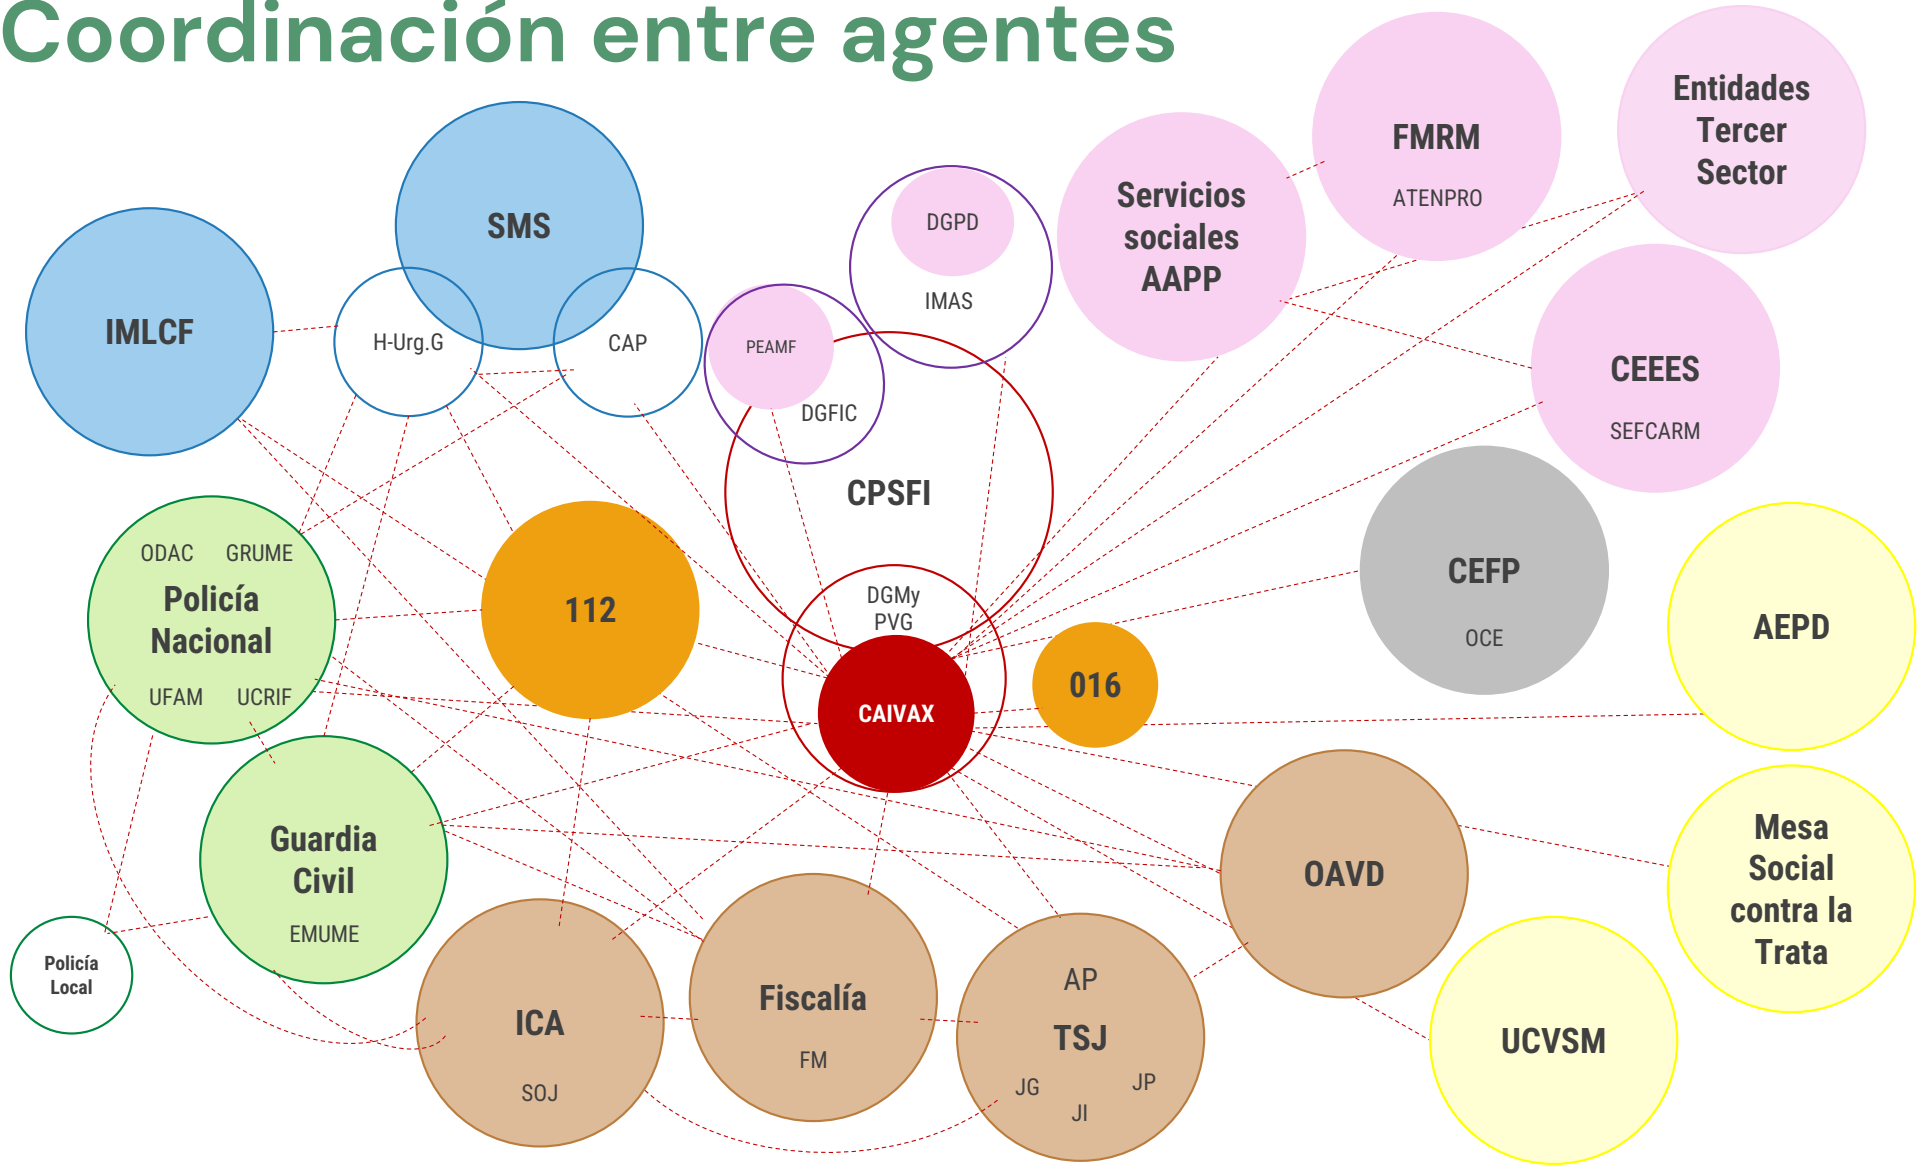 Coordinación entre agentes
Entidades
Tercer
Sector
FMRM
ATENPRO
Servicios
sociales
AAPP
SMS
DGPD
IMAS
IMLCF
H-Urg.G
CAP
PEAMF
DGFIC
CEEES
SEFCARM
CPSFI
ODAC
GRUME
Policía
Nacional
UFAM
UCRIF
112
DGMy
PVG
CAIVAX
016
CEFP
OCE
AEPD
Guardia
Civil
EMUME
OAVD
Mesa
Social
contra la
Trata
Policía
Local
ICA
SOJ
Fiscalía
FM
AP
TSJ
JG
JP
JI
UCVSM